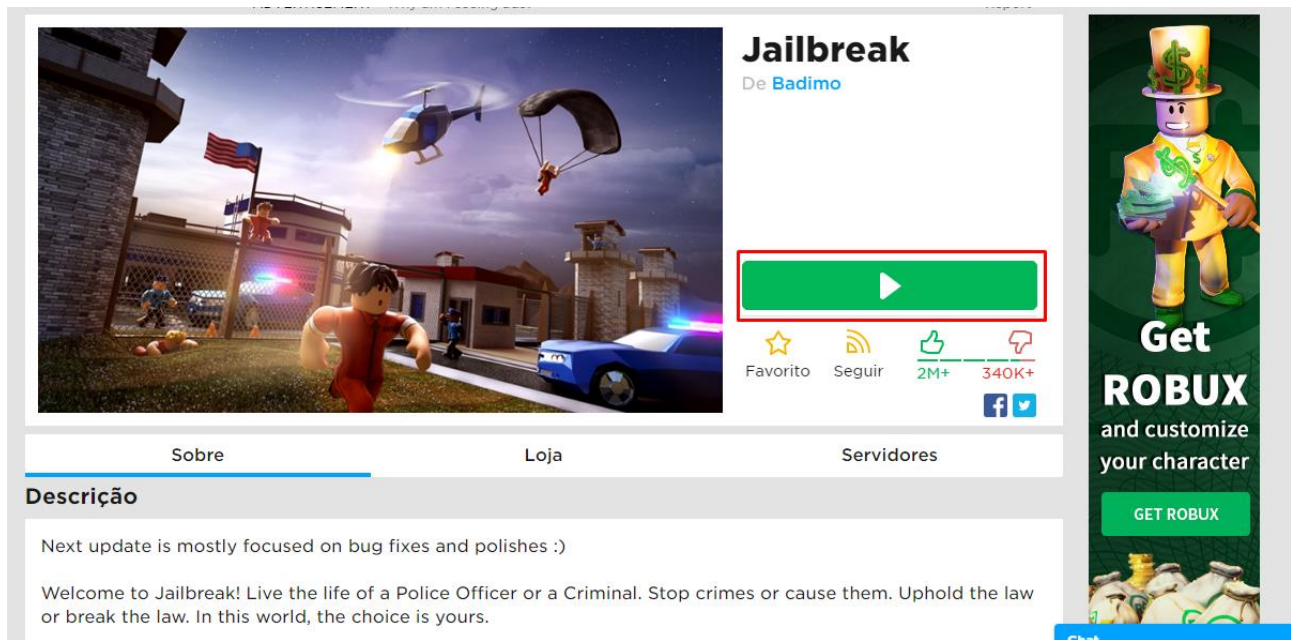 Jailbreak
De Badimo
Favorito
Seguir
2M+
340K+
Sobre
Loja
Servidores
Descrição
Next update is mostly focused on bug fixes and polishes :)
Welcome to Jailbreak! Live the life of a Police Officer or a Criminal. Stop crimes or cause them. Uphold the law
or break the law. In this world, the choice is yours.
Get
ROBUX
and customize
your character
GET ROBUX